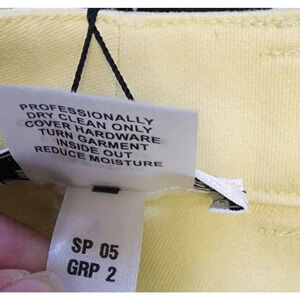 PROFESSIONALLY
DRY CLEAN ONLY
COVER HARDWARE
TURN GARMENT
INSIDE OUT
REDUCE MOISTURE
SP 05
GRP 2